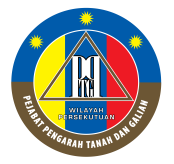 WILAYAH
PERSEKUTUAN
PEJABAT PENGARAH TANAH DAN GALIAN